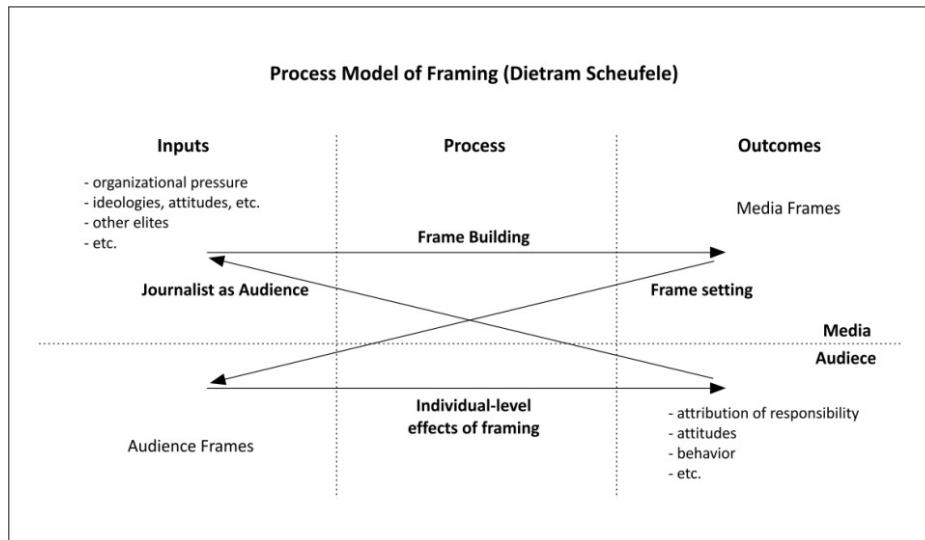 Process Model of Framing (Dietram Scheufele)
Inputs
Process
Outcomes
- organizational pressure
- ideologies, attitudes, etc.
- other elites
- etc.
Media Frames
Frame Building
Journalist as Audience
Frame setting
Media
Audiece
Individual-level
effects of framing
Audience Frames
- attribution of responsibility
- attitudes
- behavior
- etc.